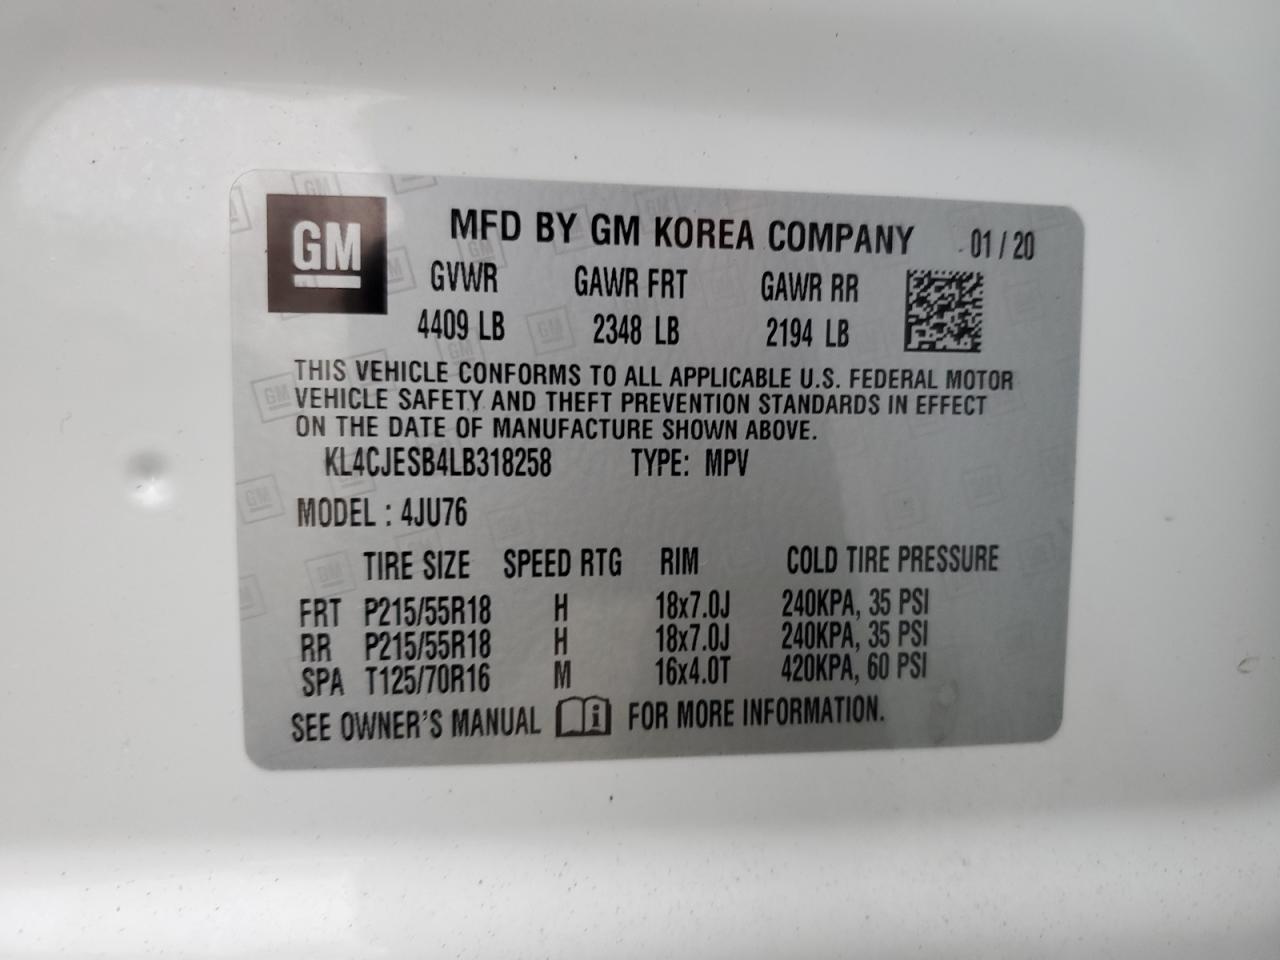 GM
MFD BY GM KOREA COMPANY 01 / 20
GVWR GAWR FRT GAWR RR
4409 LB 2348 LB 2194 LB
THIS VEHICLE CONFORMS TO ALL APPLICABLE U.S. FEDERAL MOTOR
VEHICLE SAFETY AND THEFT PREVENTION STANDARDS IN EFFECT
ON THE DATE OF MANUFACTURE SHOWN ABOVE.
KL4CJESB4LB318258 TYPE: MPV
MODEL : 4JU76
TIRE SIZE SPEED RTG RIM COLD TIRE PRESSURE
FRT P215/55R18 H 18x7.0J 240KPA, 35 PSI
RR P215/55R18 H 18x7.0J 240KPA, 35 PSI
SPA T125/70R16 M 16x4.0T 420KPA, 60 PSI
SEE OWNER'S MANUAL i FOR MORE INFORMATION.